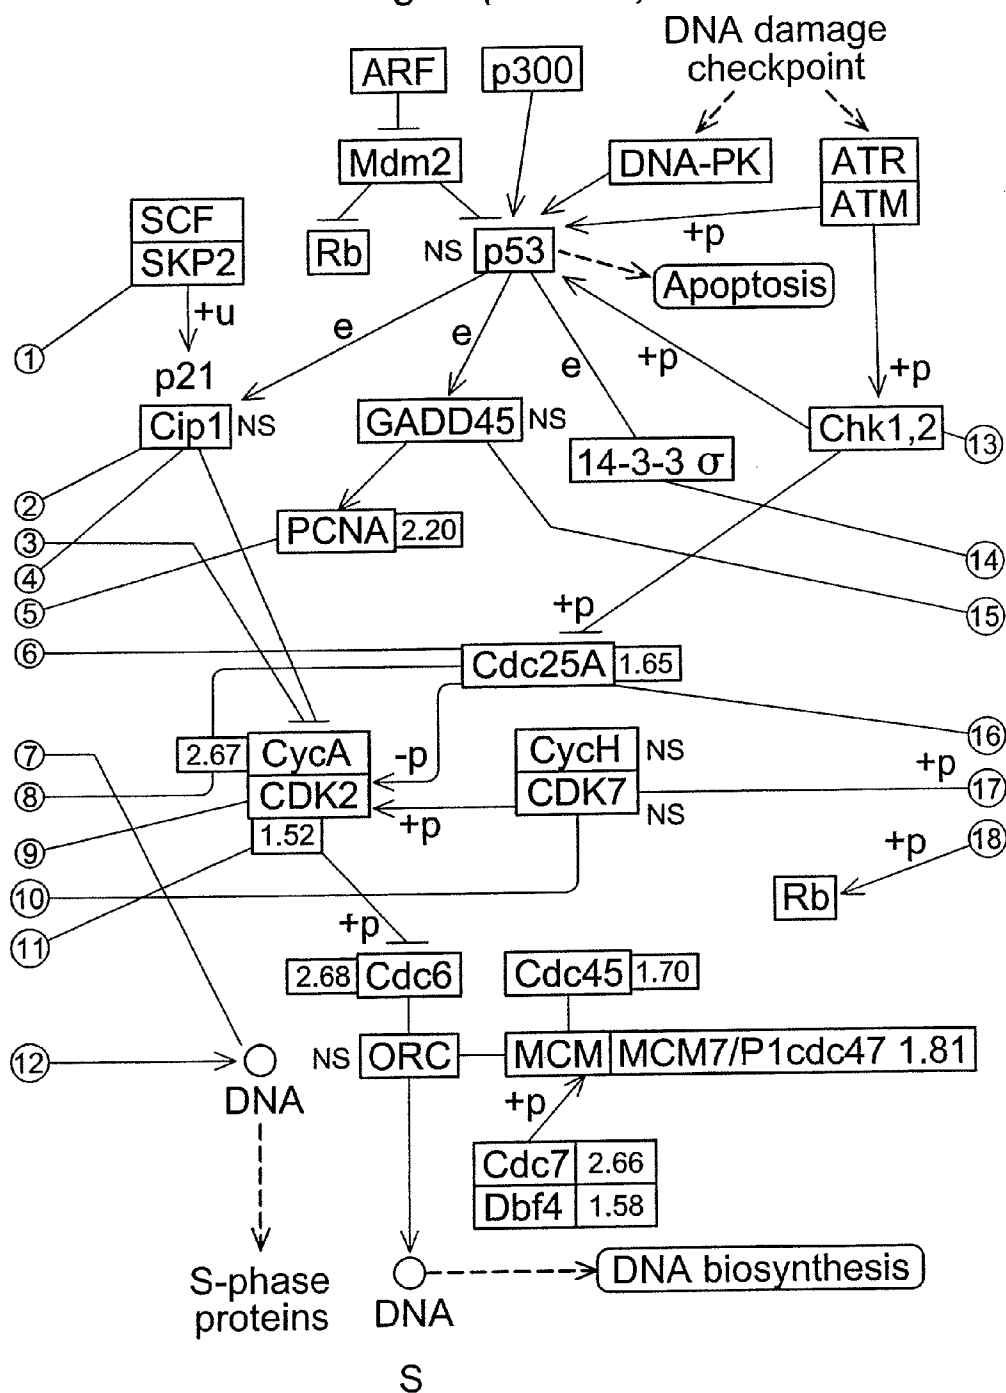 DNA damage
checkpoint
ARF
p300
Mdm2
DNA-PK
ATR
ATM
SCF
SKP2
Rb
NS
p53
+p
Apoptosis
+u
e
e
e
+p
+p
1
p21
Cip1
NS
GADD45
NS
Chk1,2
13
14-3-3 σ
2
PCNA
2.20
3
4
14
5
+p
15
6
Cdc25A
1.65
16
7
2.67
CycA
-p
CycH
NS
+p
8
CDK2
CDK7
17
+p
NS
9
1.52
+p
18
10
Rb
11
+p
2.68
Cdc6
Cdc45
1.70
12
NS
ORC
MCM
MCM7/P1cdc47 1.81
DNA
+p
Cdc7
2.66
Dbf4
1.58
S-phase
proteins
DNA
DNA biosynthesis
S